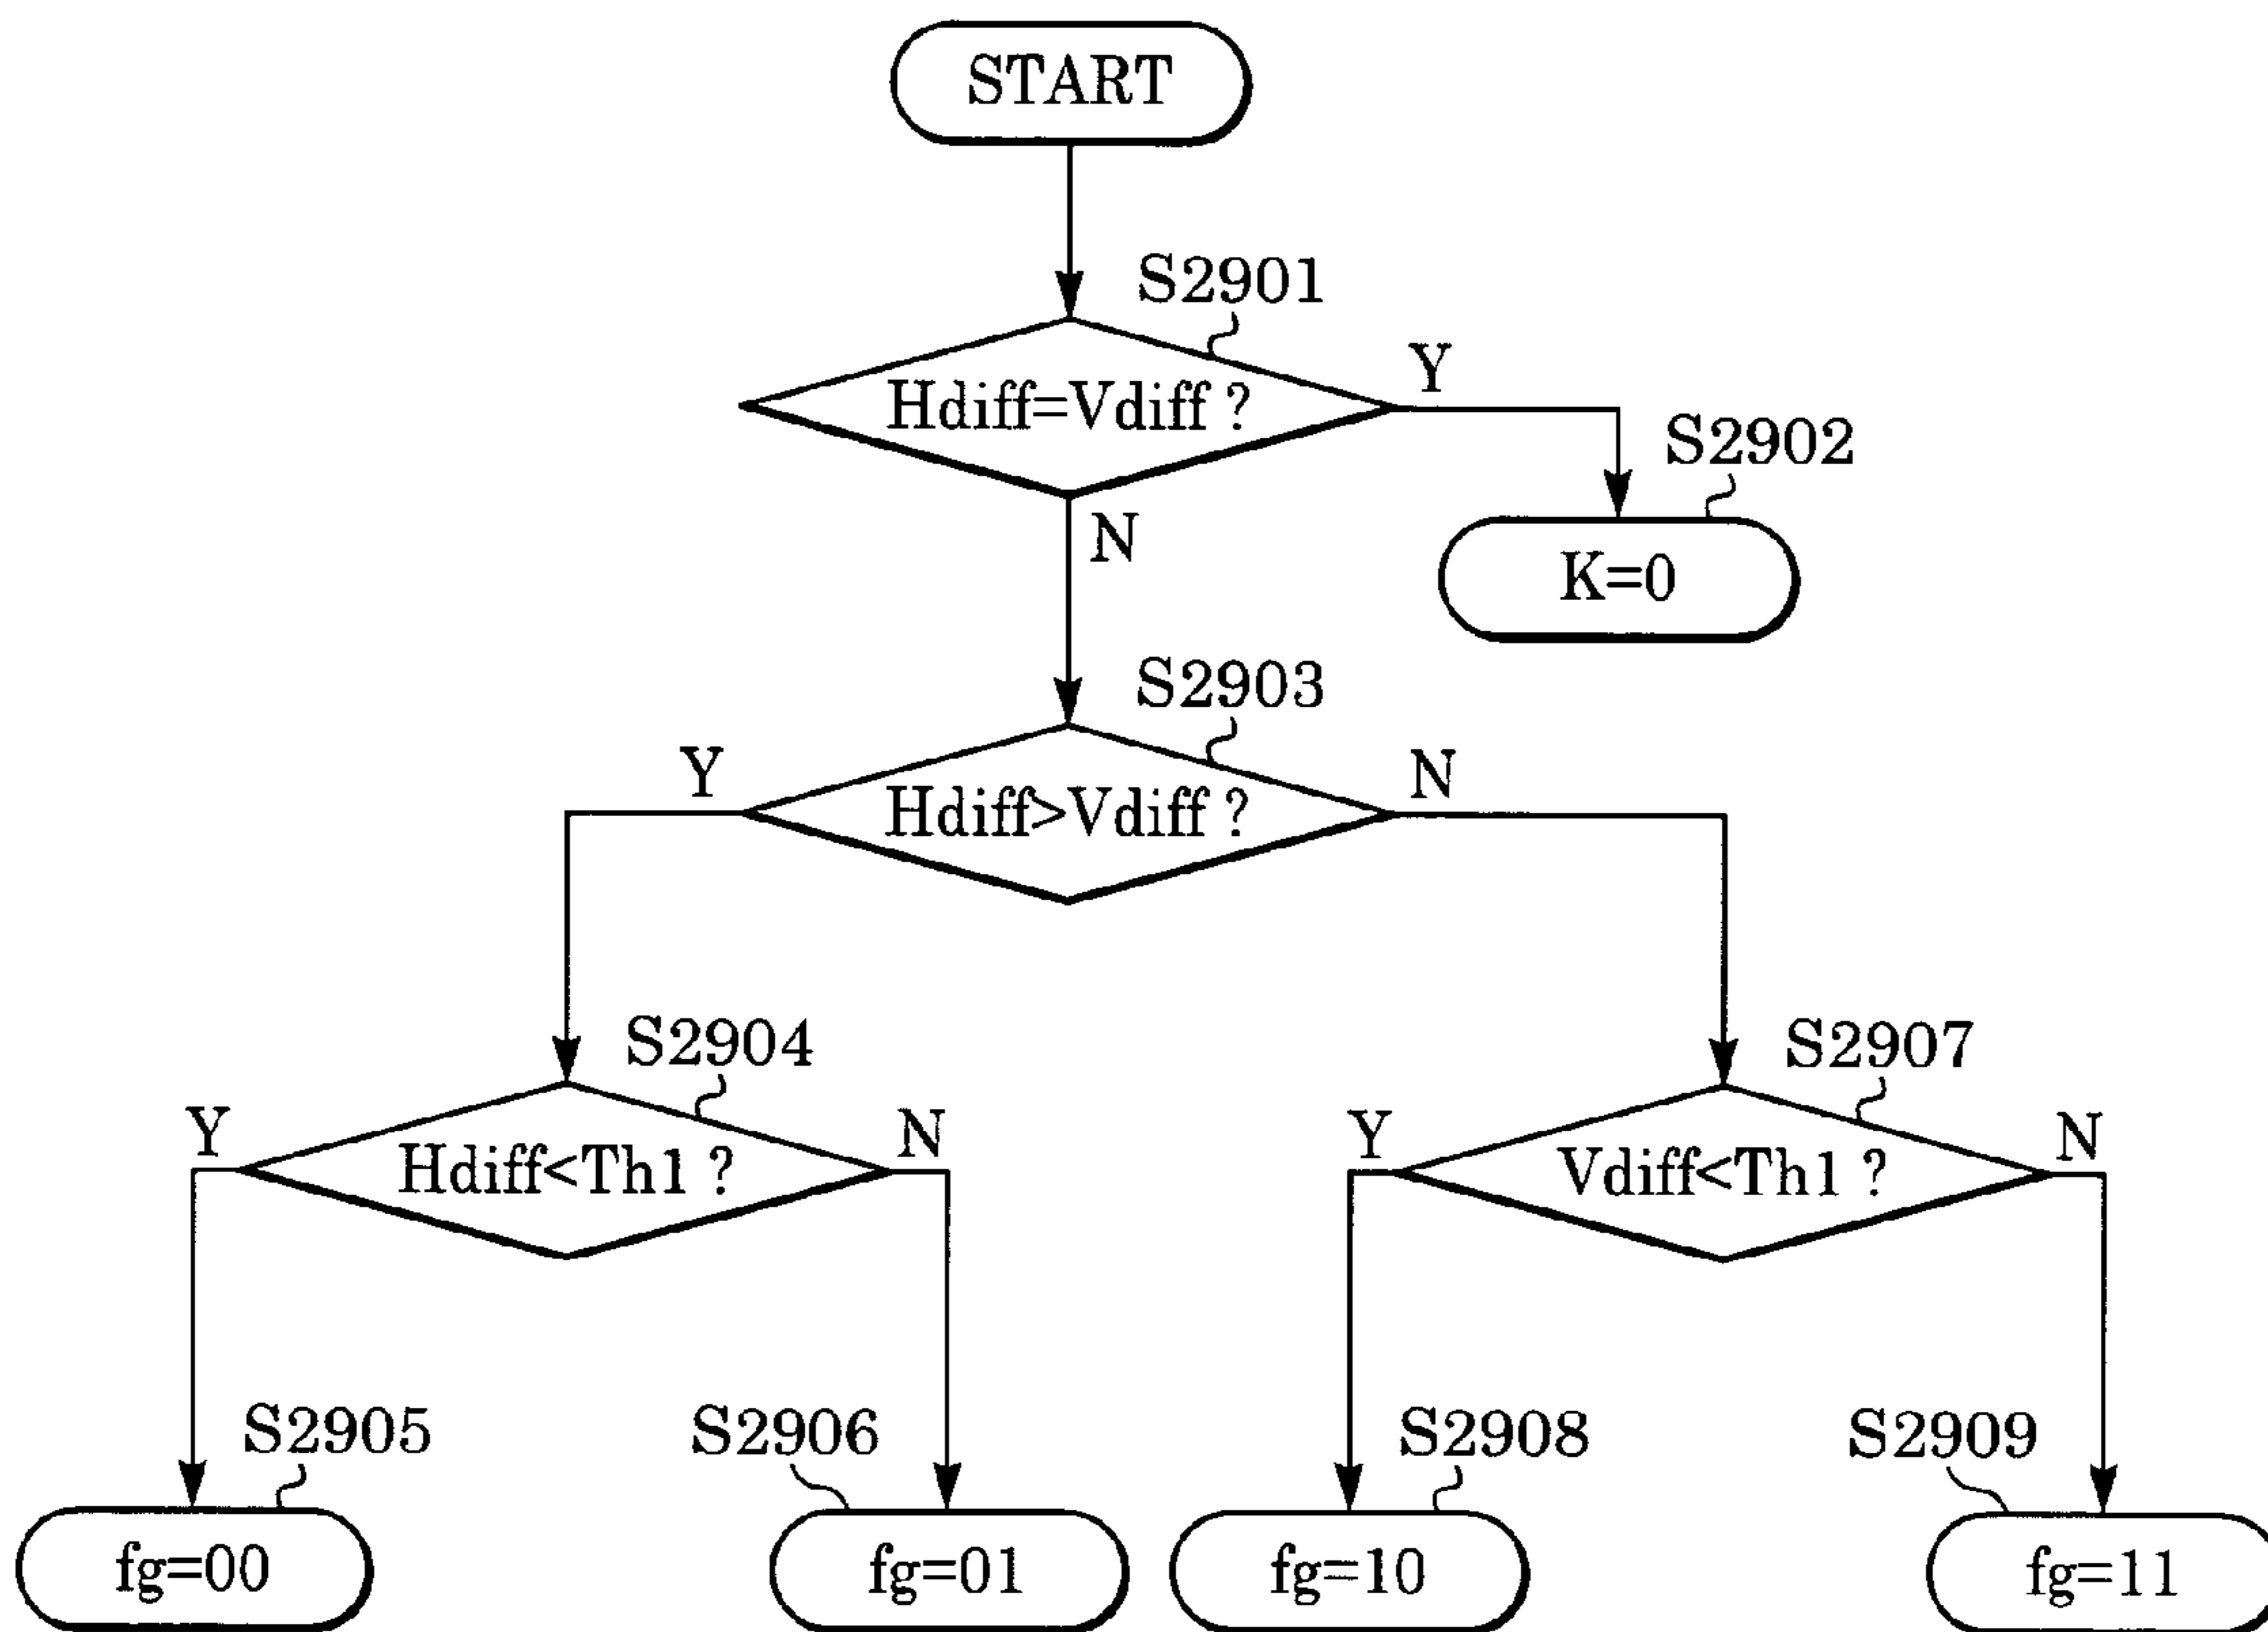 START
S2901
Hdiff=Vdiff ?
Y
S2902
N
K=0
S2903
Y
Hdiff>Vdiff ?
N
S2904
S2907
Y
Hdiff<Th1 ?
N
Y
Vdiff<Th1 ?
N
S2905
S2906
S2908
S2909
fg=00
fg=01
fg=10
fg=11